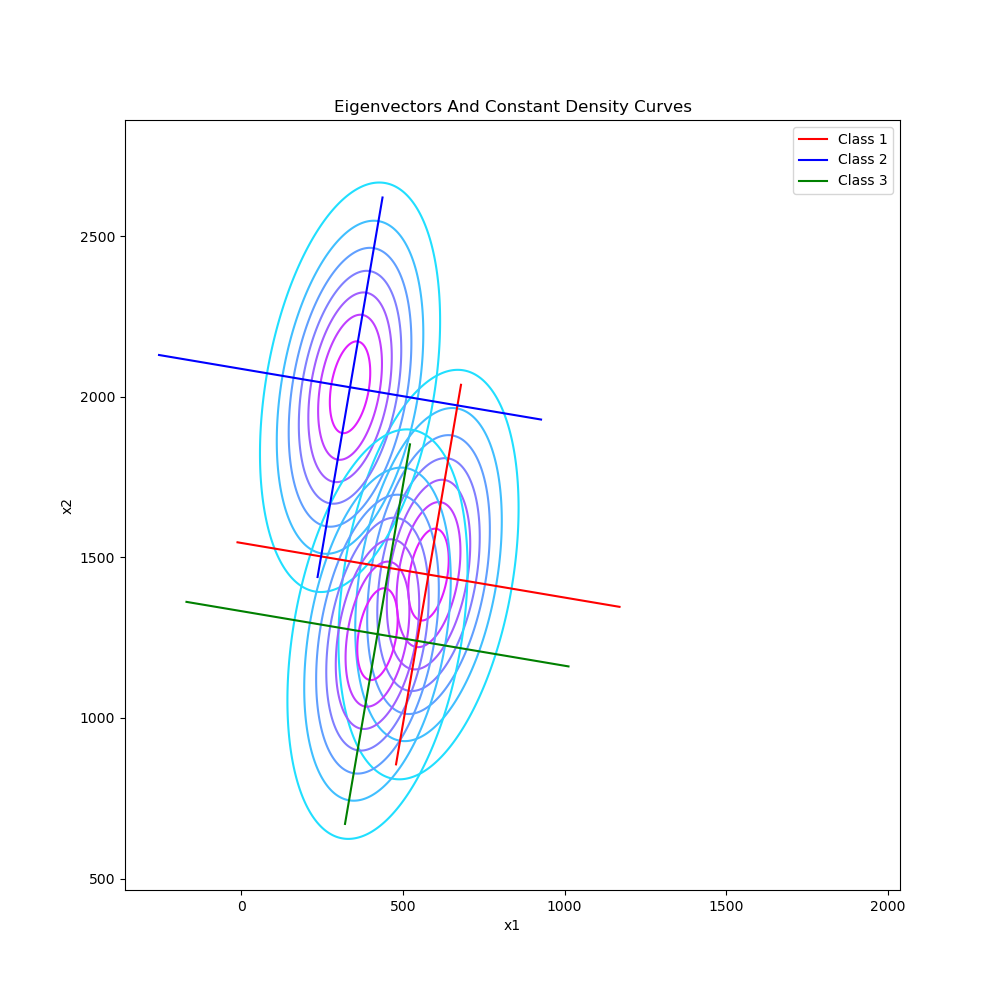 Eigenvectors And Constant Density Curves
Class 1
Class 2
Class 3
2500
2000
1500
1000
500
x2
0 500 1000 1500 2000
x1